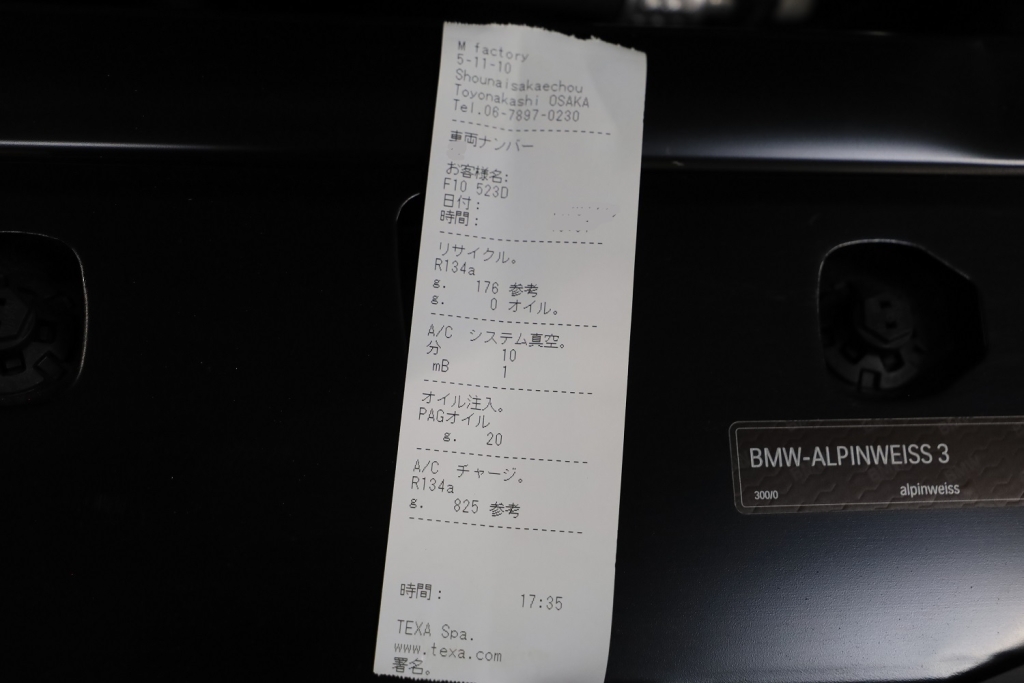 M factory
5-11-10
Shounaisakaechou
Toyonakashi OSAKA
Tel.06-7897-0230
車両ナンバー
お客様名:
F10 523D
日付:
時間:
リサイクル。
R134a
g. 176 参考
g. 0 オイル。
A/C システム真空。
分 10
mB 1
オイル注入。
PAGオイル
g. 20
A/C チャージ。
R134a
g. 825 参考
時間: 17:35
TEXA Spa.
www.texa.com
署名。
BMW-ALPINWEISS 3
300/0 alpinweiss